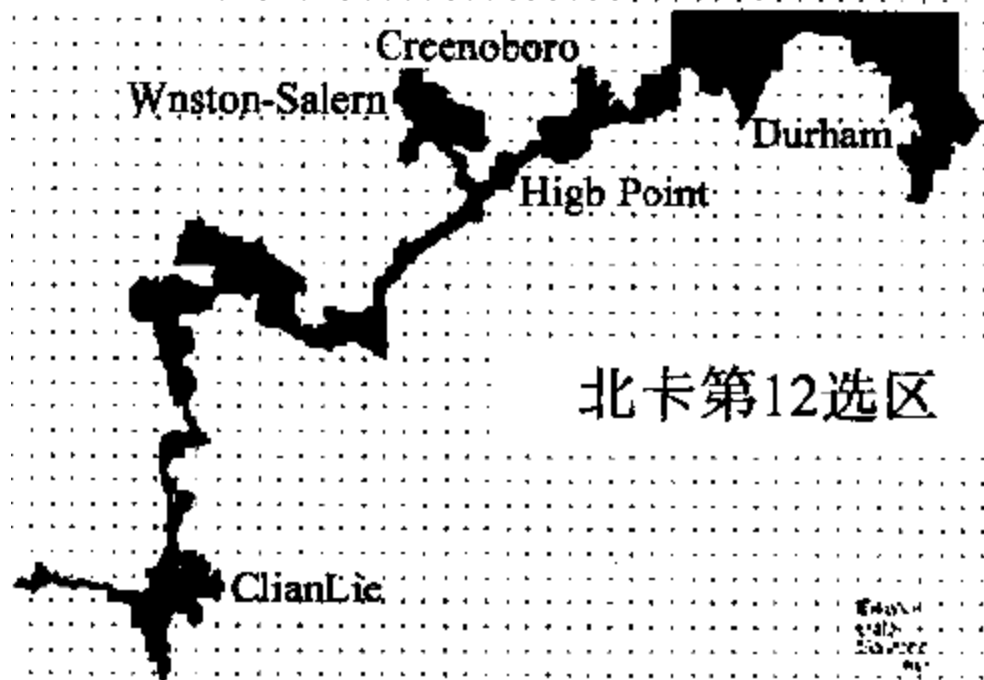 Creenoboro
Wnston-Salern
Durham
Higb Point
北卡第12选区
ClianLie